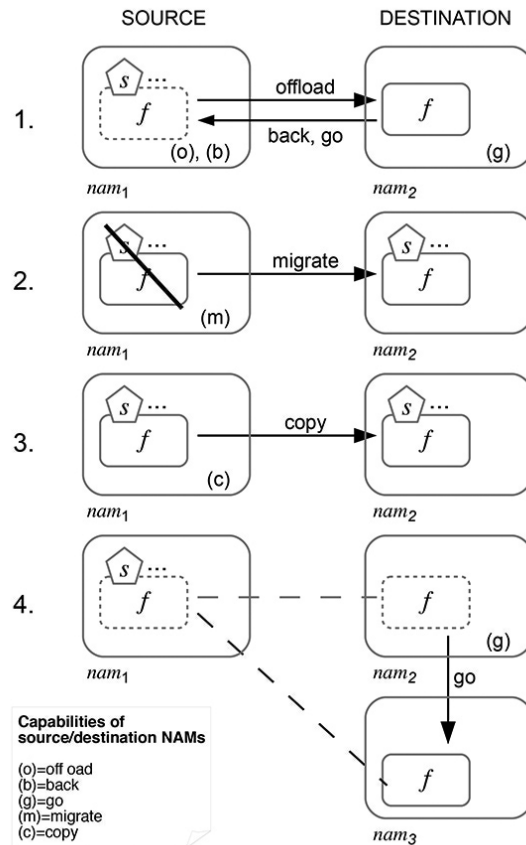 SOURCE DESTINATION
1.
s ...
f
offload
back, go
f
(o), (b)
(g)
nam1 nam2
2.
s ...
f
migrate
s ...
f
(m)
nam1 nam2
3.
s ...
f
copy
s ...
f
(c)
nam1 nam2
4.
s ...
f
f
(g)
nam1 nam2
go
f
nam3
Capabilities of
source/destination NAMs
(o)=off oad
(b)=back
(g)=go
(m)=migrate
(c)=copy